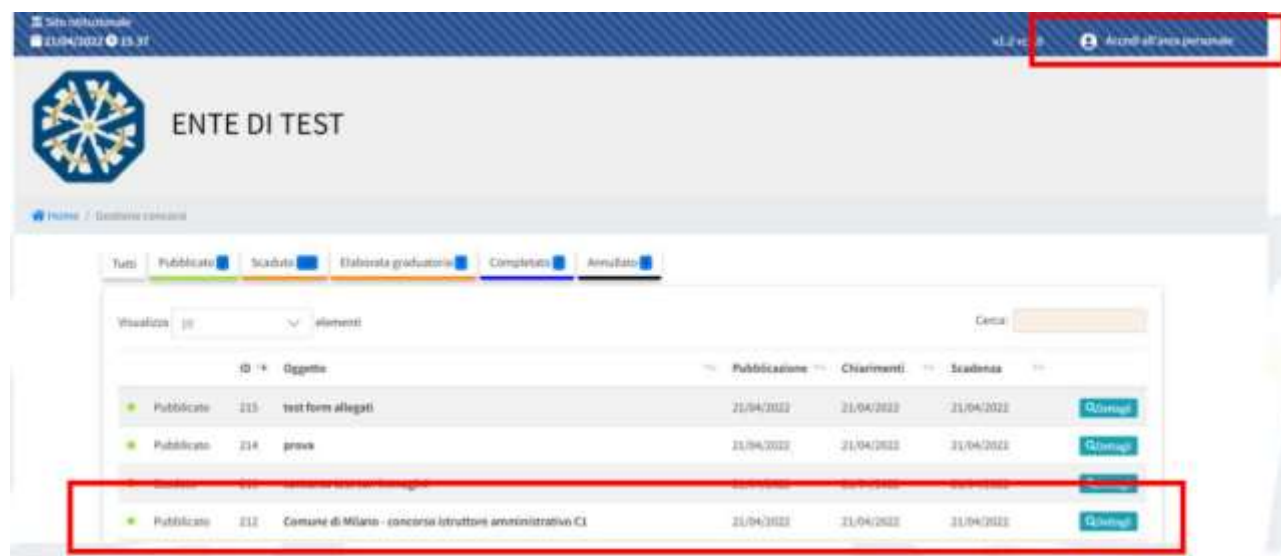 Sito istituzionale
21/04/2022 15:37
Accedi all'area personale
ENTE DI TEST
Home / Gestione concorsi
Tutti Pubblicato Scaduto Elaborata graduatoria Completato Annullato
Visualizza 10 elementi Cerca:
ID Oggetto Pubblicazione Chiarimenti Scadenza
Pubblicato 215 test form allegati 21/04/2022 21/04/2022 21/04/2022 Dettagli
Pubblicato 214 prova 21/04/2022 21/04/2022 21/04/2022 Dettagli
Pubblicato 212 Comune di Milano - concorso istruttore amministrativo C1 21/04/2022 21/04/2022 21/04/2022 Dettagli